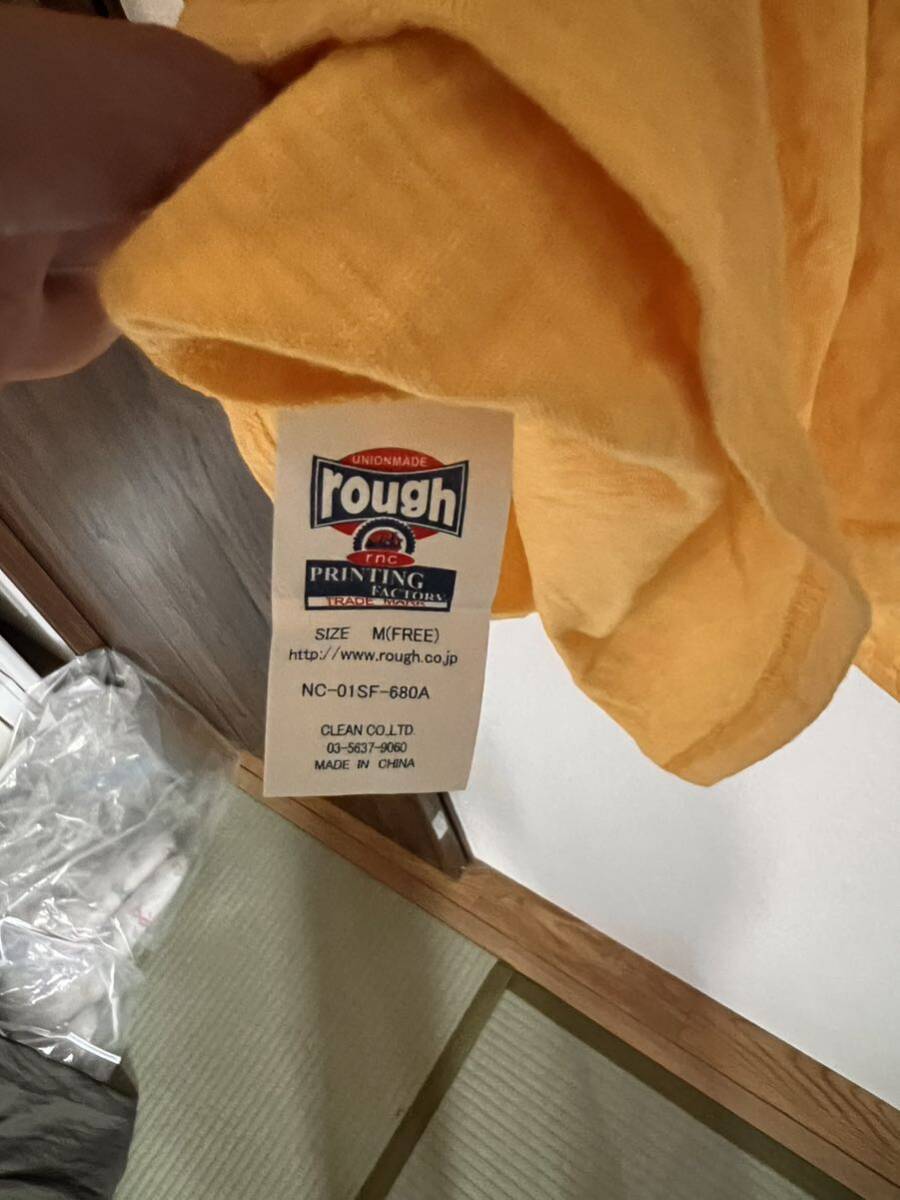 UNIONMADE
rough
rnc
PRINTING
FACTORY
TRADE MARK
SIZE M(FREE)
http://www.rough.co.jp
NC-01SF-680A
CLEAN CO.,LTD.
03-5637-9060
MADE IN CHINA